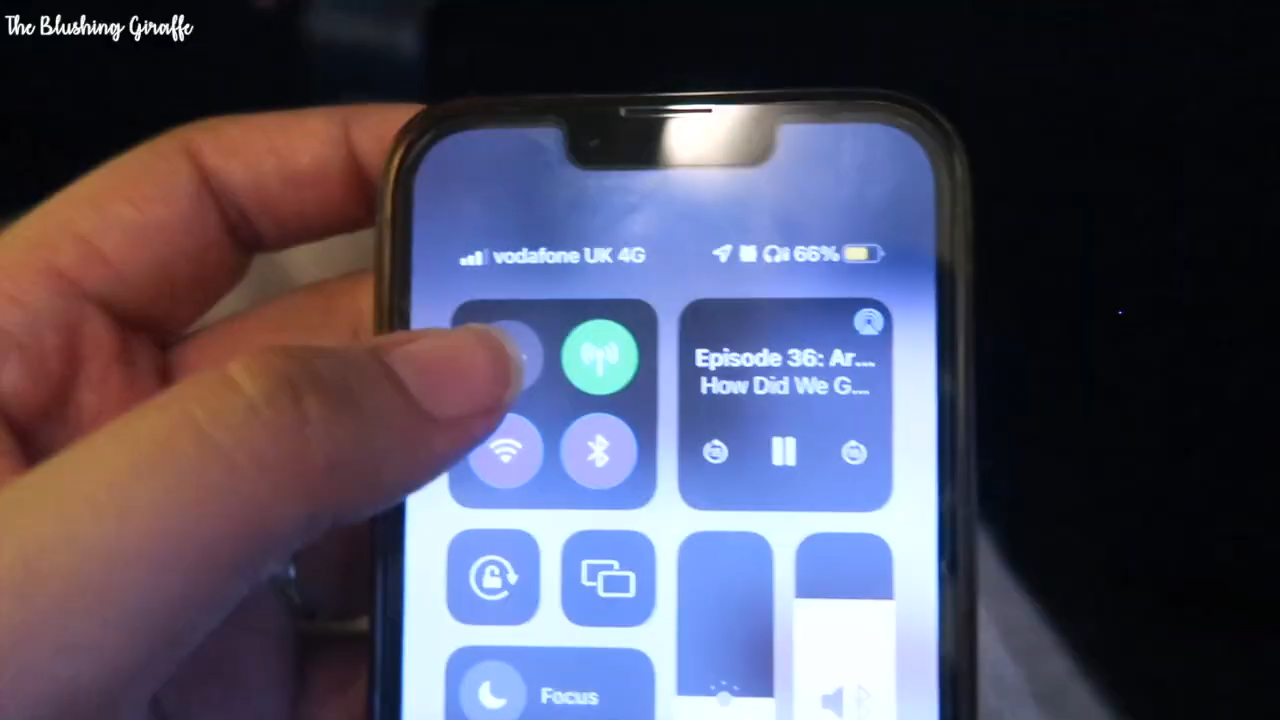 The Blushing Giraffe
vodafone UK 4G
66%
Episode 36: Ar...
How Did We G...
Focus